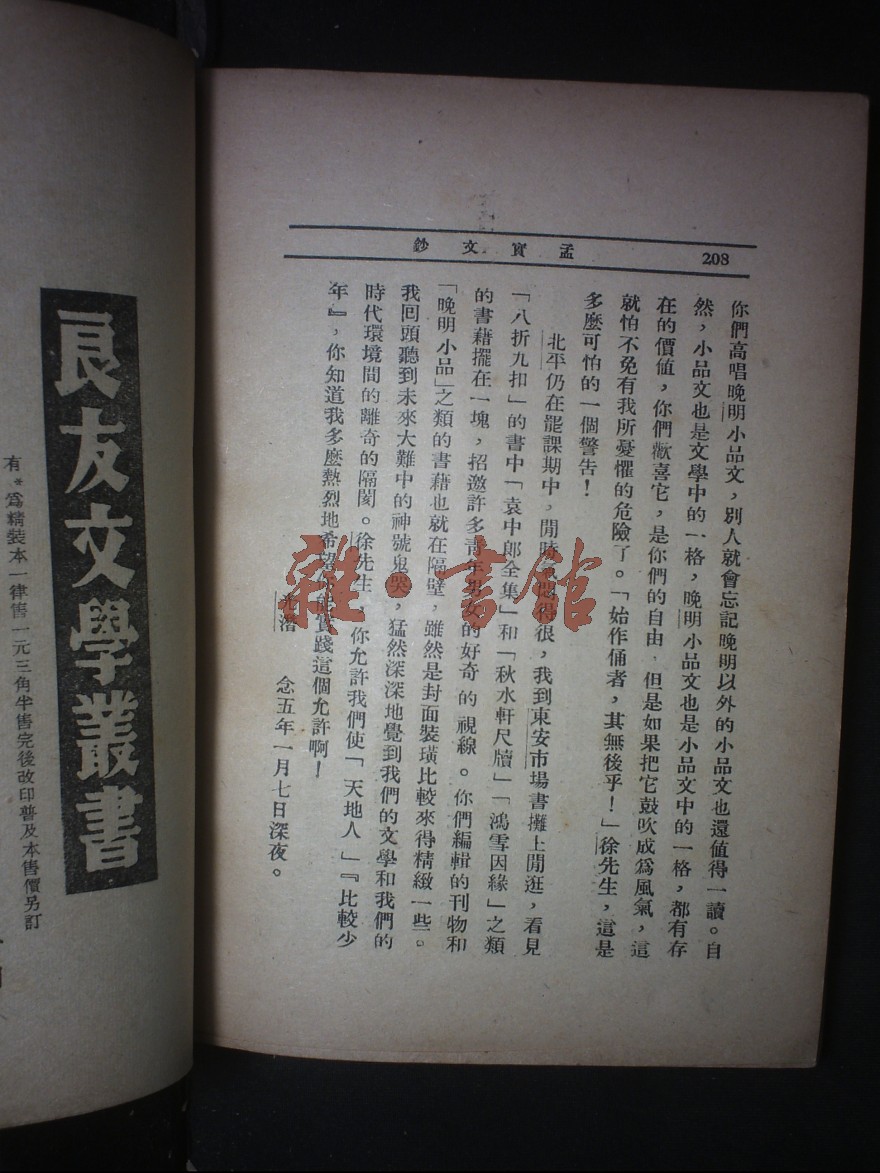 208
孟實文鈔
你們高唱晚明小品文，別人就會忘記晚明以外的小品文也還值得一讀。自
然，小品文也是文學中的一格，晚明小品文也是小品文中的一格，都有存
在的價値，你們歡喜它，是你們的自由，但是如果把它鼓吹成爲風氣，這
就怕不免有我所憂懼的危險了。「始作俑者，其無後乎！」徐先生，這是
多麽可怕的一個警告！
北平仍在罷課期中，閒時 得很，我到東安市場書攤上閒逛，看見
「八折九扣」的書中「袁中郎全集」和「秋水軒尺牘」「鴻雪因緣」之類
的書藉擺在一塊，招邀許多青年男女的好奇的視線。你們編輯的刊物和
「晚明小品」之類的書藉也就在隔壁，雖然是封面裝璜比較來得精緻一些。
我回頭聽到未來大難中的神號鬼哭，猛然深深地覺到我們的文學和我們的
時代環境間的離奇的隔閡。徐先生，你允許我們使「天地人」『比較少
年』，你知道我多麽熱烈地希望 實踐這個允許啊！
光潛 念五年一月七日深夜。
良友文學叢書
有*爲精裝本一律售一元三角半售完後改印普及本售價另訂
雜·書館